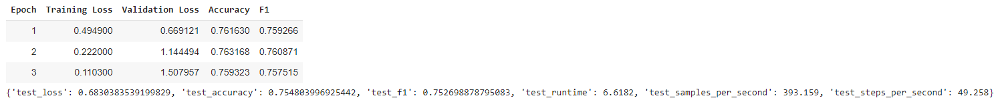 Epoch Training Loss Validation Loss Accuracy F1
1 0.494900 0.669121 0.761630 0.759266
2 0.222000 1.144494 0.763168 0.760871
3 0.110300 1.507957 0.759323 0.757515
{'test_loss': 0.6830383539199829, 'test_accuracy': 0.754803996925442, 'test_f1': 0.752698878795083, 'test_runtime': 6.6182, 'test_samples_per_second': 393.159, 'test_steps_per_second': 49.258}